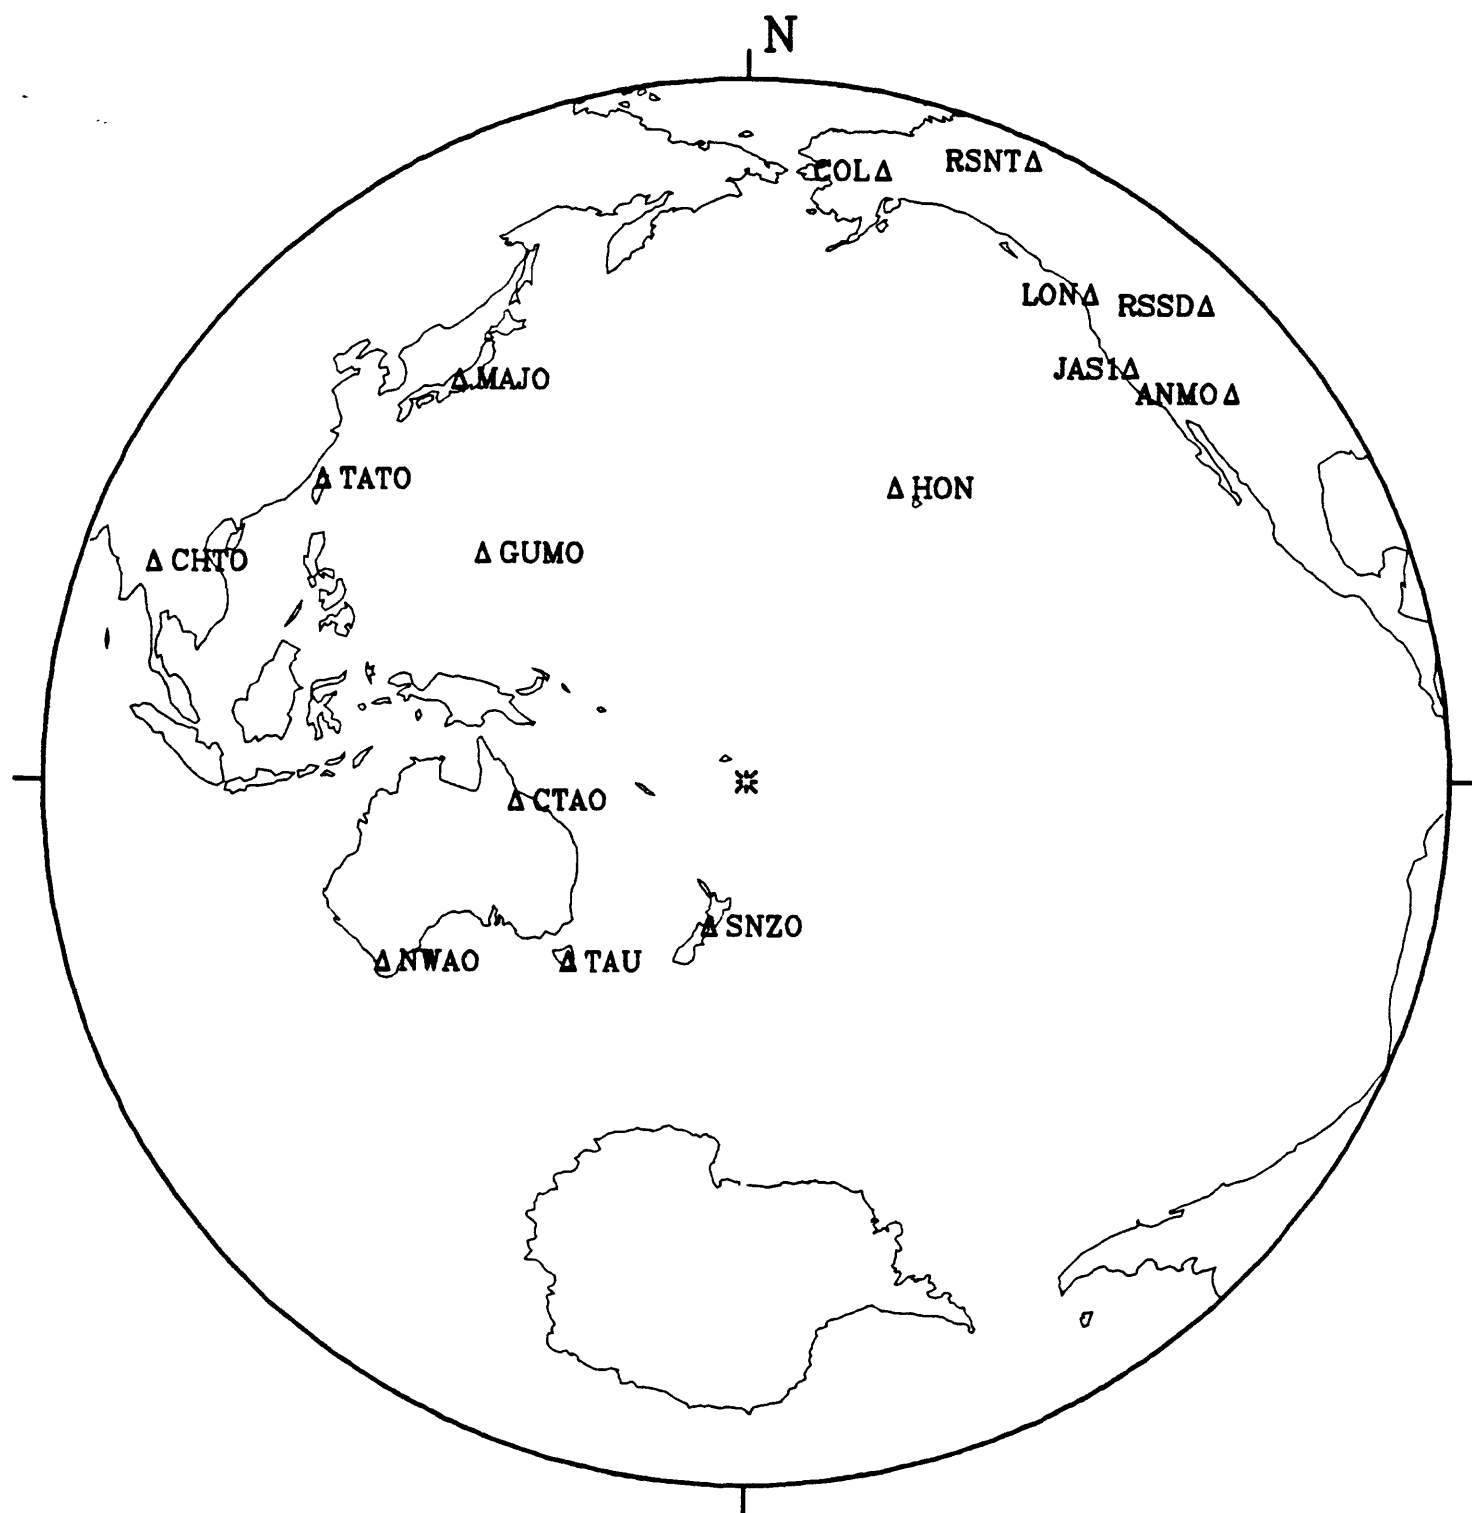 N
COL
RSNT
LON
RSSD
JAS1
ANMO
MAJO
TATO
HON
CHTO
GUMO
CTAO
SNZO
NWAO
TAU